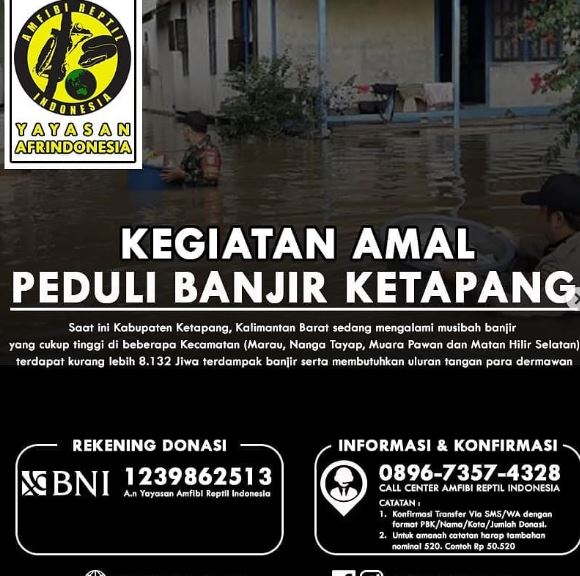 AMFIBI REPTIL
INDONESIA
YAYASAN
AFRINDONESIA
KEGIATAN AMAL
PEDULI BANJIR KETAPANG
Saat ini Kabupaten Ketapang, Kalimantan Barat sedang mengalami musibah banjir
yang cukup tinggi di beberapa Kecamatan (Marau, Nanga Tayap, Muara Pawan dan Matan Hilir Selatan)
terdapat kurang lebih 8.132 Jiwa terdampak banjir serta membutuhkan uluran tangan para dermawan
REKENING DONASI
BNI 1239862513
A.n Yayasan Amfibi Reptil Indonesia
INFORMASI & KONFIRMASI
0896-7357-4328
CALL CENTER AMFIBI REPTIL INDONESIA
CATATAN :
1. Konfirmasi Transfer Via SMS/WA dengan
format PBK/Nama/Kota/Jumlah Donasi.
2. Untuk amanah catatan harap tambahan
nominal 520. Contoh Rp 50.520